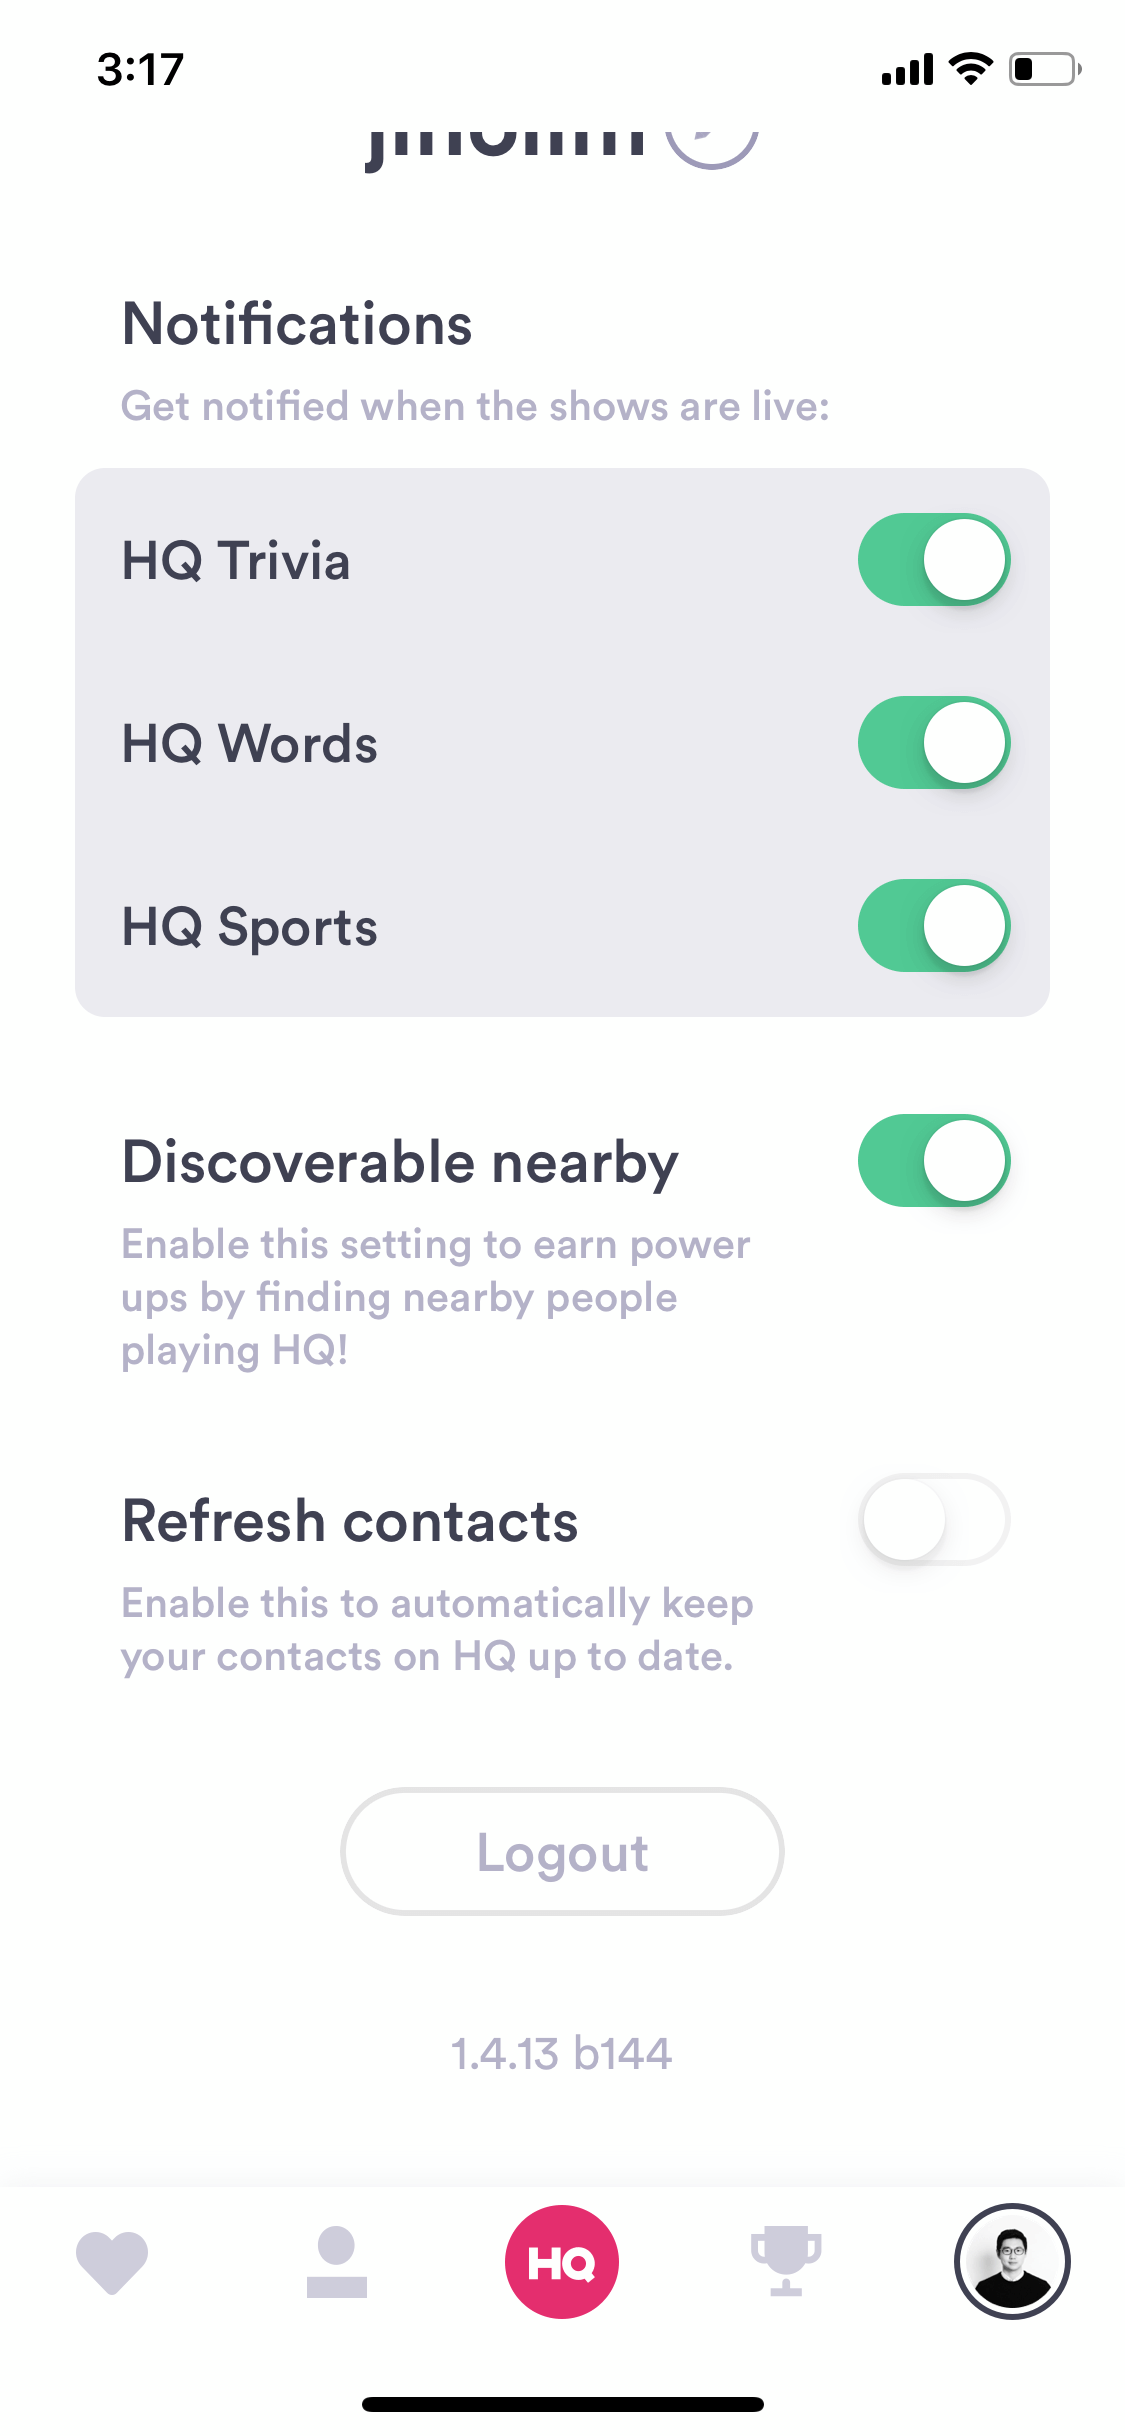 3:17
Notifications
Get notified when the shows are live:
HQ Trivia
HQ Words
HQ Sports
Discoverable nearby
Enable this setting to earn power
ups by finding nearby people
playing HQ!
Refresh contacts
Enable this to automatically keep
your contacts on HQ up to date.
Logout
1.4.13 b144
HQ